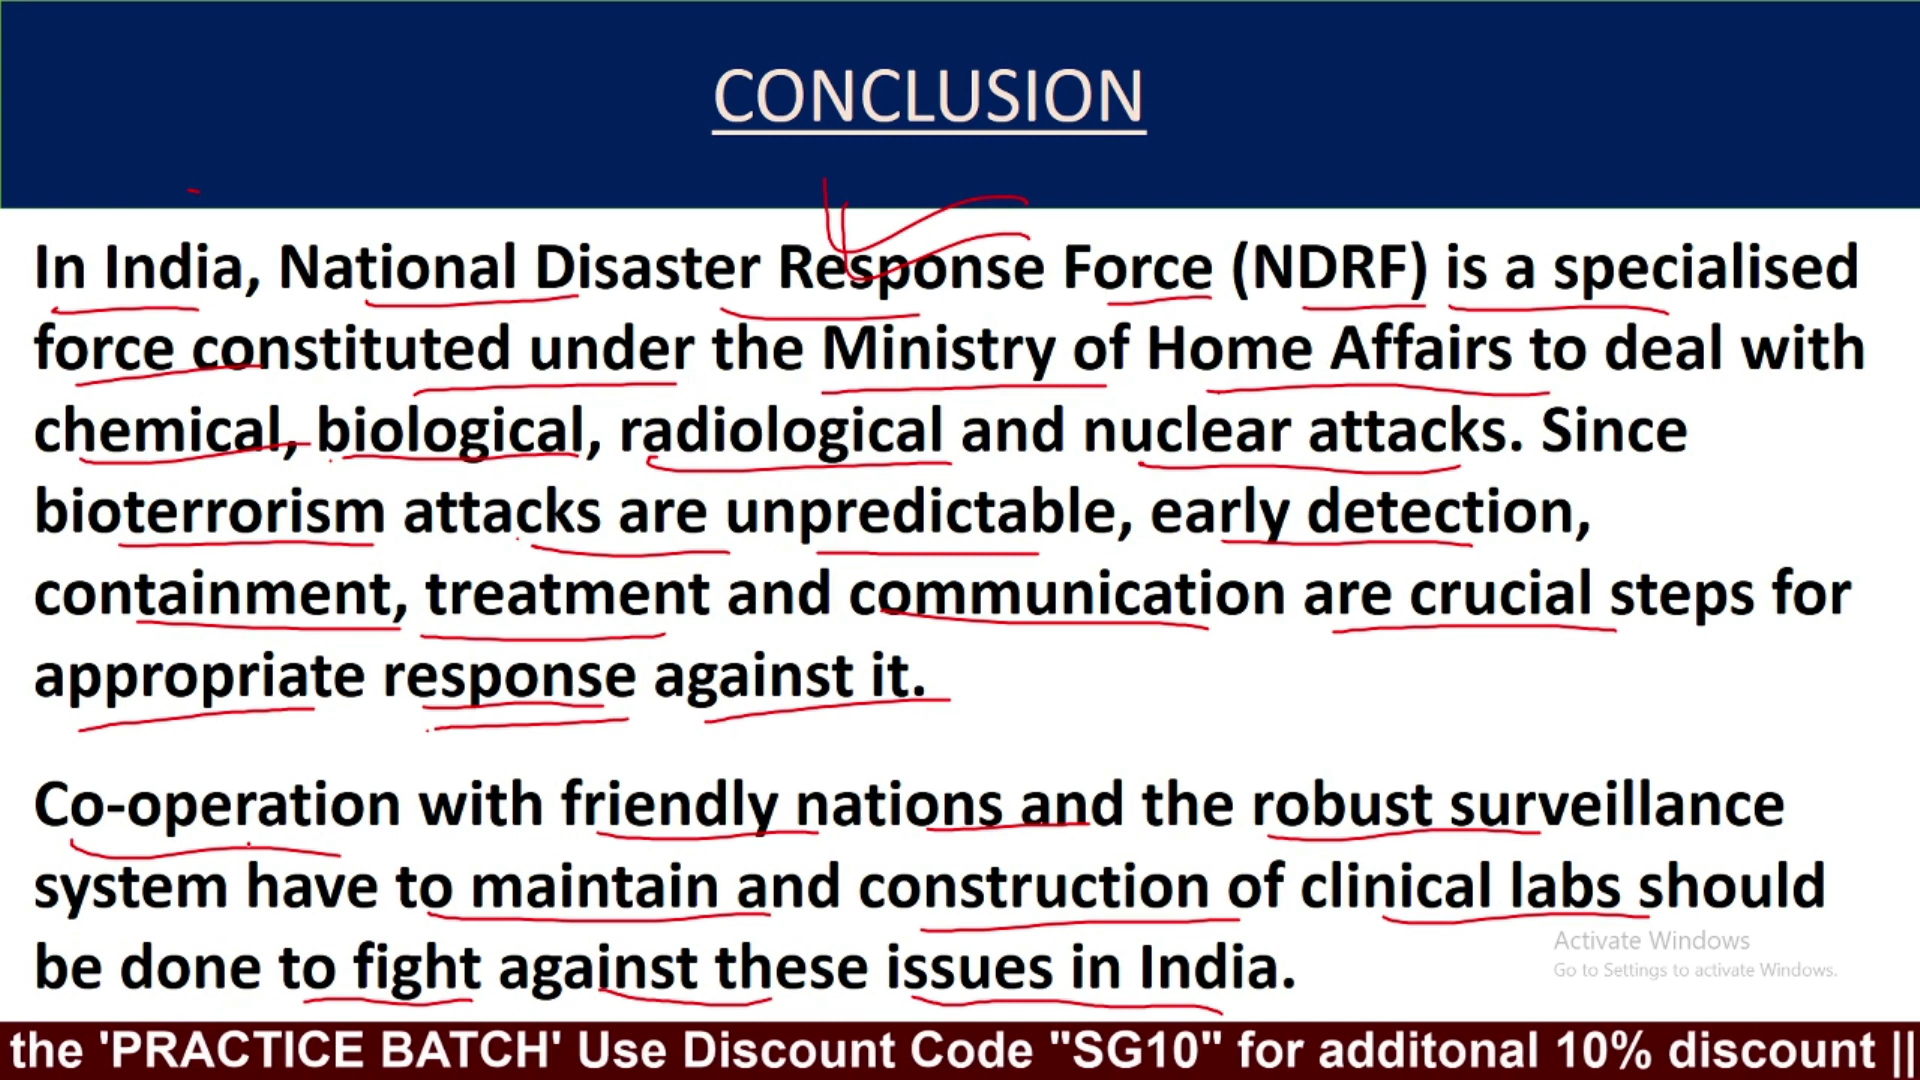 CONCLUSION
In India, National Disaster Response Force (NDRF) is a specialised
force constituted under the Ministry of Home Affairs to deal with
chemical, biological, radiological and nuclear attacks. Since
bioterrorism attacks are unpredictable, early detection,
containment, treatment and communication are crucial steps for
appropriate response against it.
Co-operation with friendly nations and the robust surveillance
system have to maintain and construction of clinical labs should
be done to fight against these issues in India.
Activate Windows
Go to Settings to activate Windows.
the 'PRACTICE BATCH' Use Discount Code "SG10" for additonal 10% discount ||